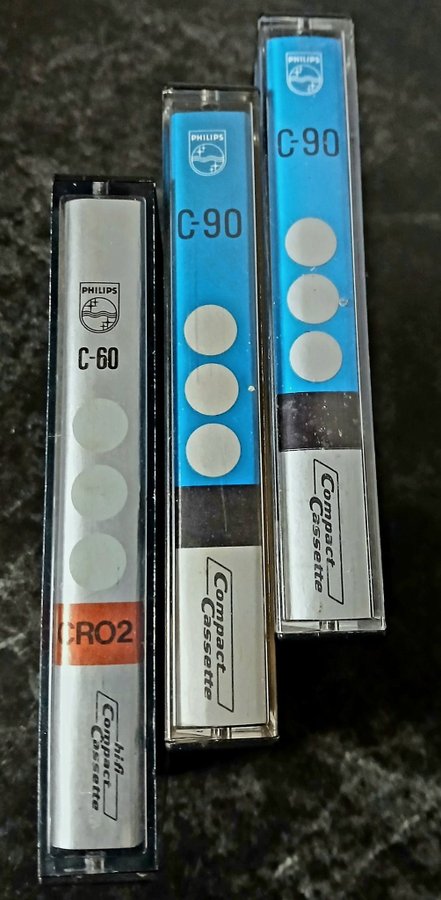 PHILIPS
C-60
CRO2
hifi
Compact
Cassette
PHILIPS
C-90
Compact
Cassette
PHILIPS
C-90
Compact
Cassette